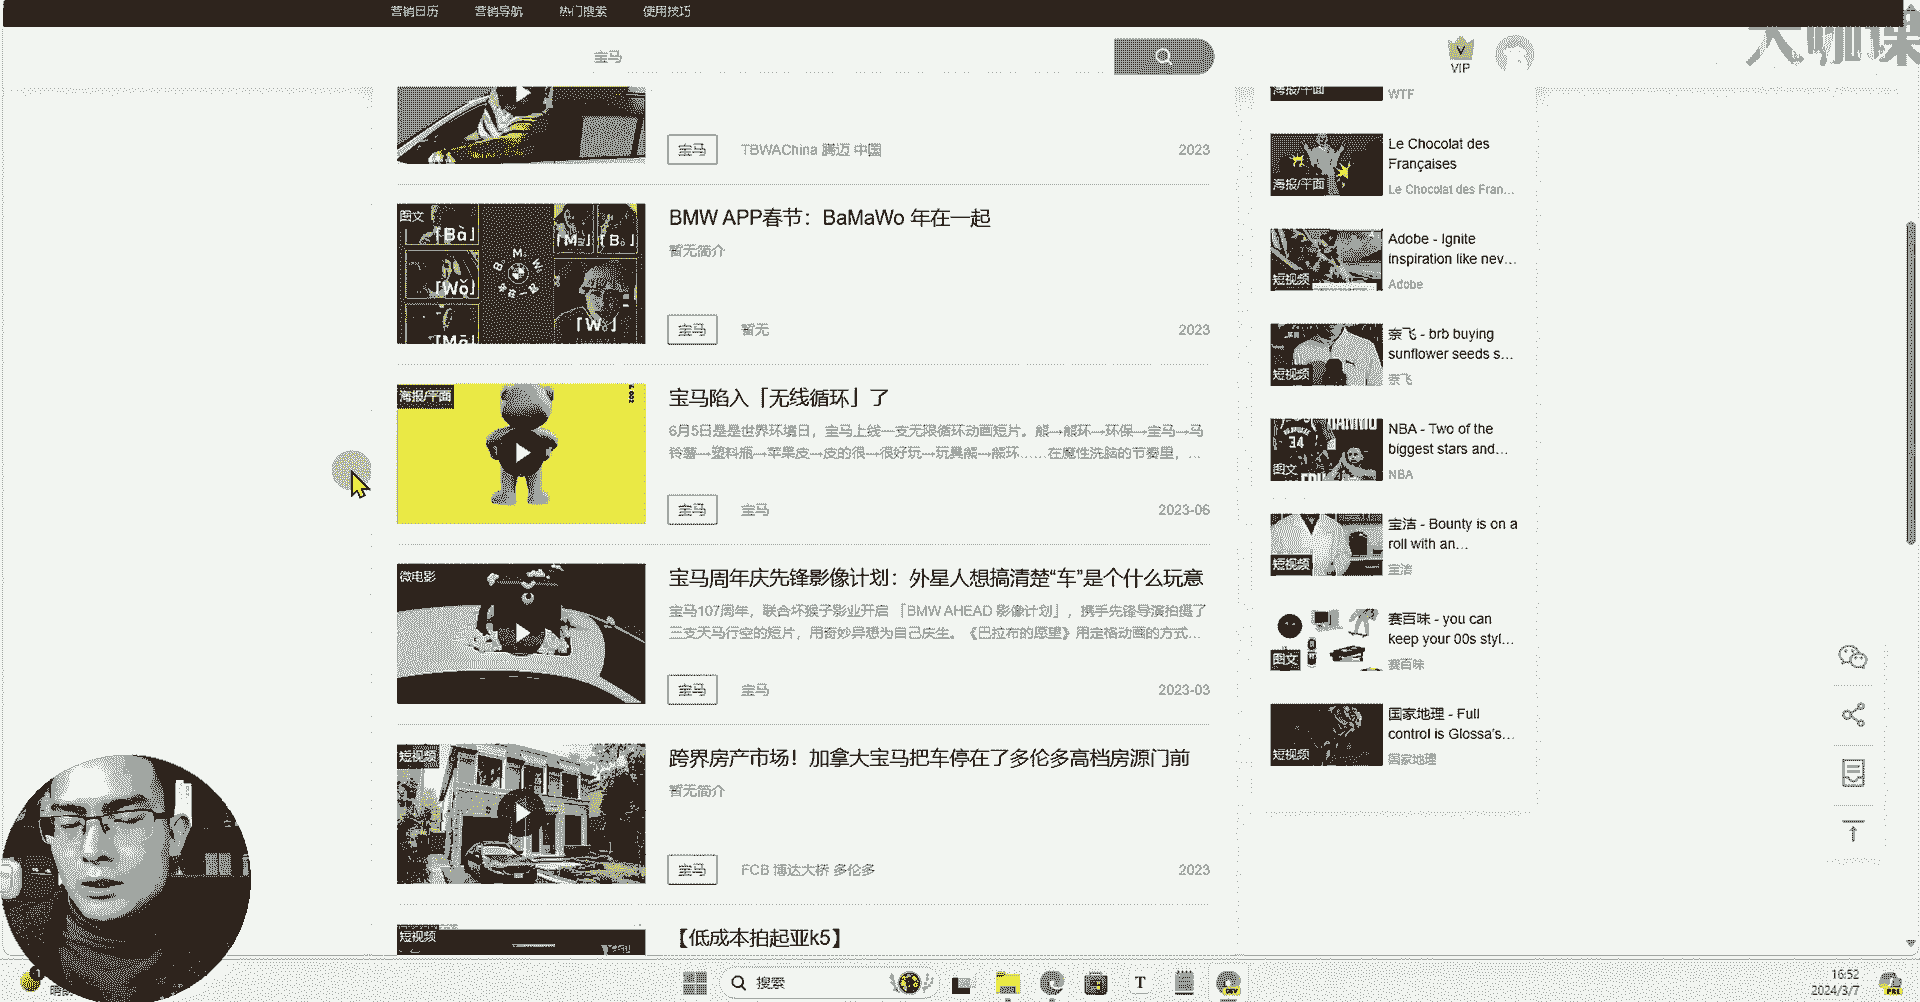 营销日历 营销导航 热门搜索 使用技巧
大咖课
宝马
VIP
宝马 TBWAChina 腾迈 中国 2023
图文
「Bà」
「Wǒ」
BMW APP春节：BaMaWo 年在一起
暂无简介
宝马 暂无 2023
海报/平面
宝马陷入「无线循环」了
6月5日是是世界环境日，宝马上线一支无限循环动画短片。熊→熊环→环保→宝马→马
铃薯→塑料瓶→苹果皮→皮的很→很好玩→玩具熊→熊环……在魔性洗脑的节奏里，...
宝马 宝马 2023-06
微电影
宝马周年庆先锋影像计划：外星人想搞清楚“车”是个什么玩意
宝马107周年，联合坏猴子影业开启「BMW AHEAD 影像计划」，携手先锋导演拍摄了
三支天马行空的短片，用奇妙异想为自己庆生。《巴拉布的愿望》用定格动画的方式...
宝马 宝马 2023-03
短视频
跨界房产市场！加拿大宝马把车停在了多伦多高档房源门前
暂无简介
宝马 FCB 博达大桥 多伦多 2023
短视频
【低成本拍起亚k5】
海报/平面
WTF
海报/平面
Le Chocolat des
Françaises
Le Chocolat des Fran...
短视频
Adobe - Ignite
inspiration like nev...
Adobe
短视频
奈飞 - brb buying
sunflower seeds s...
奈飞
图文
NBA - Two of the
biggest stars and...
NBA
短视频
宝洁 - Bounty is on a
roll with an...
宝洁
图文
赛百味 - you can
keep your 00s styl...
赛百味
短视频
国家地理 - Full
control is Glossa's...
国家地理
搜索
16:52
2024/3/7